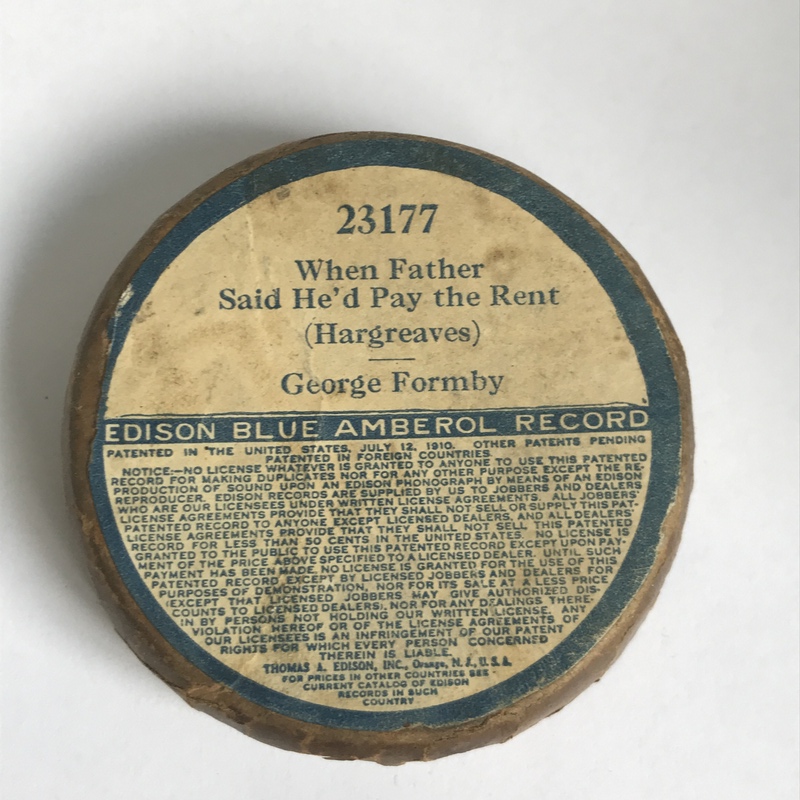 23177
When Father
Said He'd Pay the Rent
(Hargreaves)
George Formby
EDISON BLUE AMBEROL RECORD
PATENTED IN THE UNITED STATES, JULY 12, 1910. OTHER PATENTS PENDING
PATENTED IN FOREIGN COUNTRIES
NOTICE:—NO LICENSE WHATEVER IS GRANTED TO ANYONE TO USE THIS PATENTED
RECORD FOR MAKING DUPLICATES NOR FOR ANY OTHER PURPOSE EXCEPT THE RE-
PRODUCTION OF SOUND UPON AN EDISON PHONOGRAPH BY MEANS OF AN EDISON
REPRODUCER. EDISON RECORDS ARE SUPPLIED BY US TO JOBBERS AND DEALERS
WHO ARE OUR LICENSEES UNDER WRITTEN LICENSE AGREEMENTS. ALL JOBBERS'
LICENSE AGREEMENTS PROVIDE THAT THEY SHALL NOT SELL OR SUPPLY THIS PAT-
PATENTED RECORD TO ANYONE EXCEPT LICENSED DEALERS, AND ALL DEALERS'
LICENSE AGREEMENTS PROVIDE THAT THEY SHALL NOT SELL THIS PATENTED
RECORD FOR LESS THAN 50 CENTS IN THE UNITED STATES. NO LICENSE IS
GRANTED TO THE PUBLIC TO USE THIS PATENTED RECORD EXCEPT UPON PAY-
MENT OF THE PRICE ABOVE SPECIFIED TO A LICENSED DEALER. UNTIL SUCH
PAYMENT HAS BEEN MADE, NO LICENSE IS GRANTED FOR THE USE OF THIS
PATENTED RECORD EXCEPT BY LICENSED JOBBERS AND DEALERS FOR
PURPOSES OF DEMONSTRATION, NOR FOR ITS SALE AT A LESS PRICE
(EXCEPT THAT LICENSED JOBBERS MAY GIVE AUTHORIZED DIS-
COUNTS TO LICENSED DEALERS), NOR FOR ANY DEALINGS THERE-
IN BY PERSONS NOT HOLDING OUR WRITTEN LICENSE. ANY
VIOLATION HEREOF OR OF THE LICENSE AGREEMENTS OF
OUR LICENSEES IS AN INFRINGEMENT OF OUR PATENT
RIGHTS FOR WHICH EVERY PERSON CONCERNED
THEREIN IS LIABLE.
THOMAS A. EDISON, INC., Orange, N. J., U. S. A.
FOR PRICES IN OTHER COUNTRIES SEE
CURRENT CATALOG OF EDISON
RECORDS IN SUCH
COUNTRY